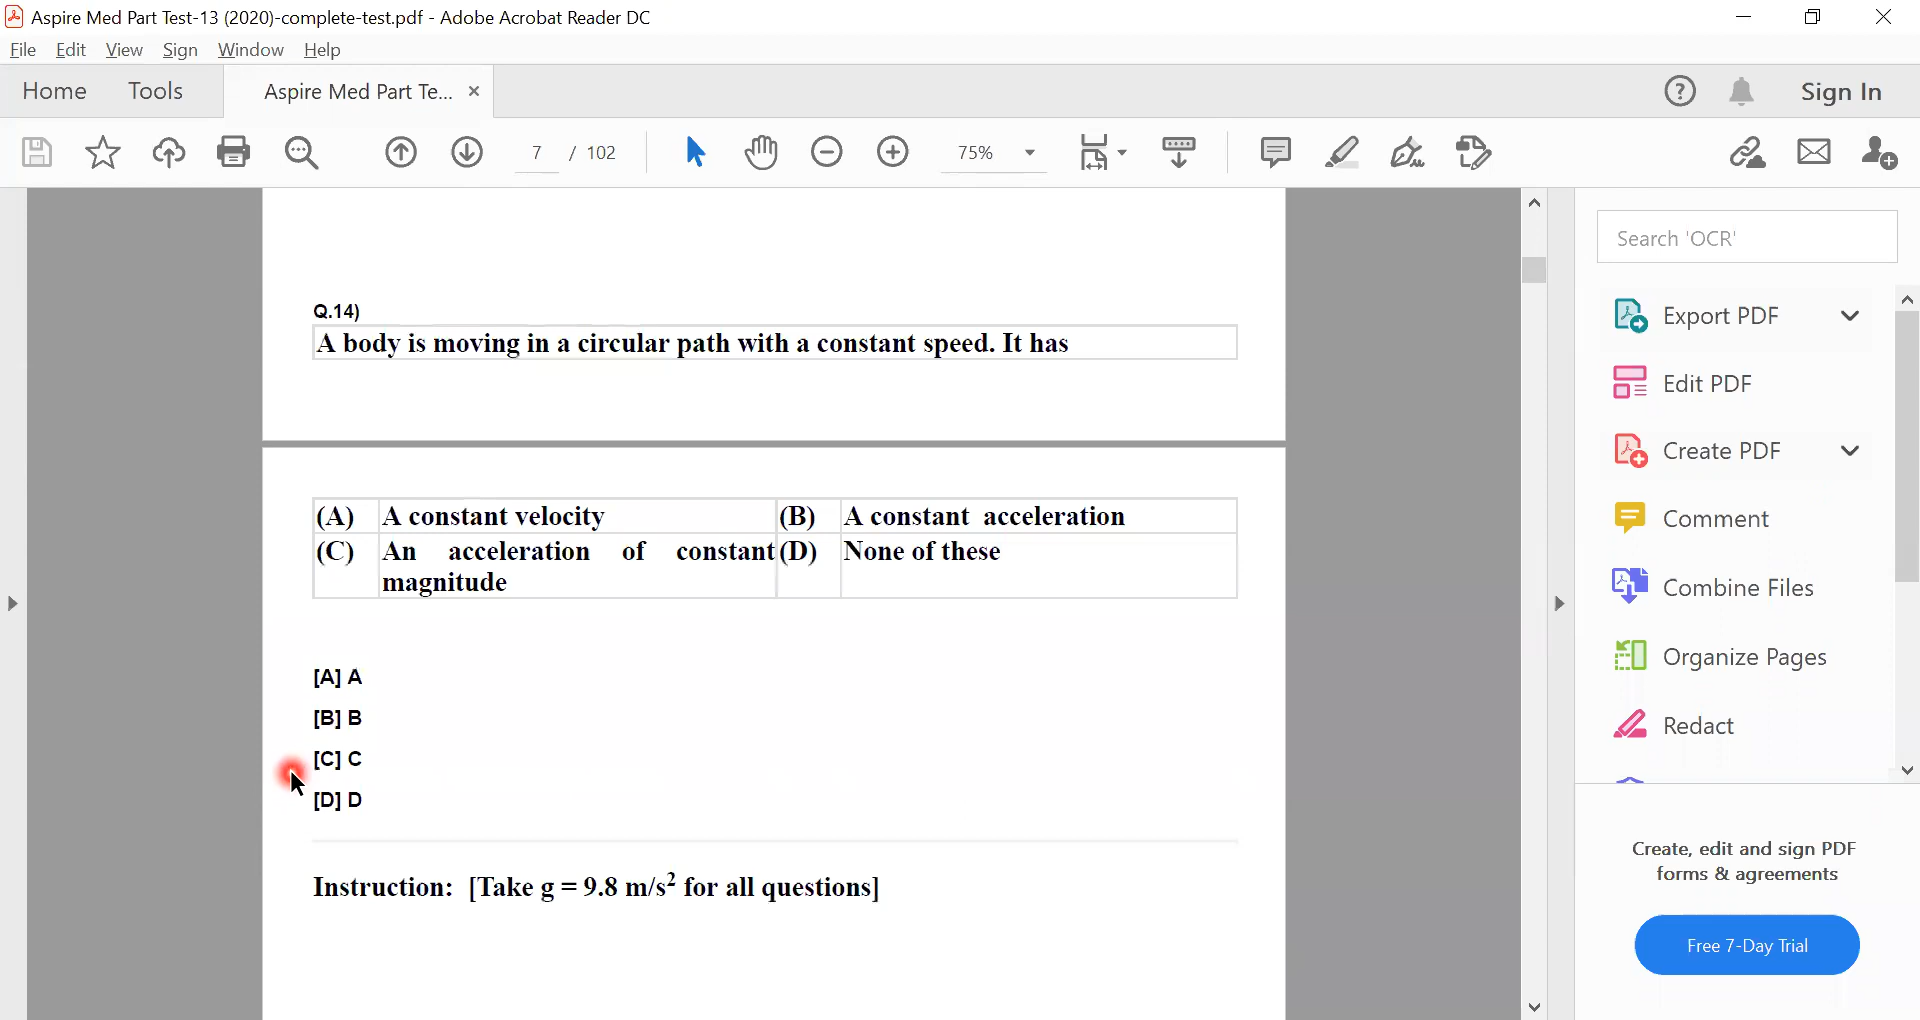 Aspire Med Part Test-13 (2020)-complete-test.pdf - Adobe Acrobat Reader DC
File Edit View Sign Window Help
Home Tools Aspire Med Part Te... × Sign In
7 / 102 75%
Search 'OCR'
Export PDF
Edit PDF
Create PDF
Comment
Combine Files
Organize Pages
Redact
Create, edit and sign PDF
forms & agreements
Free 7-Day Trial
Q.14)
A body is moving in a circular path with a constant speed. It has
(A) A constant velocity (B) A constant acceleration
(C) An acceleration of constant (D) None of these
magnitude
[A] A
[B] B
[C] C
[D] D
Instruction: [Take g = 9.8 m/s² for all questions]